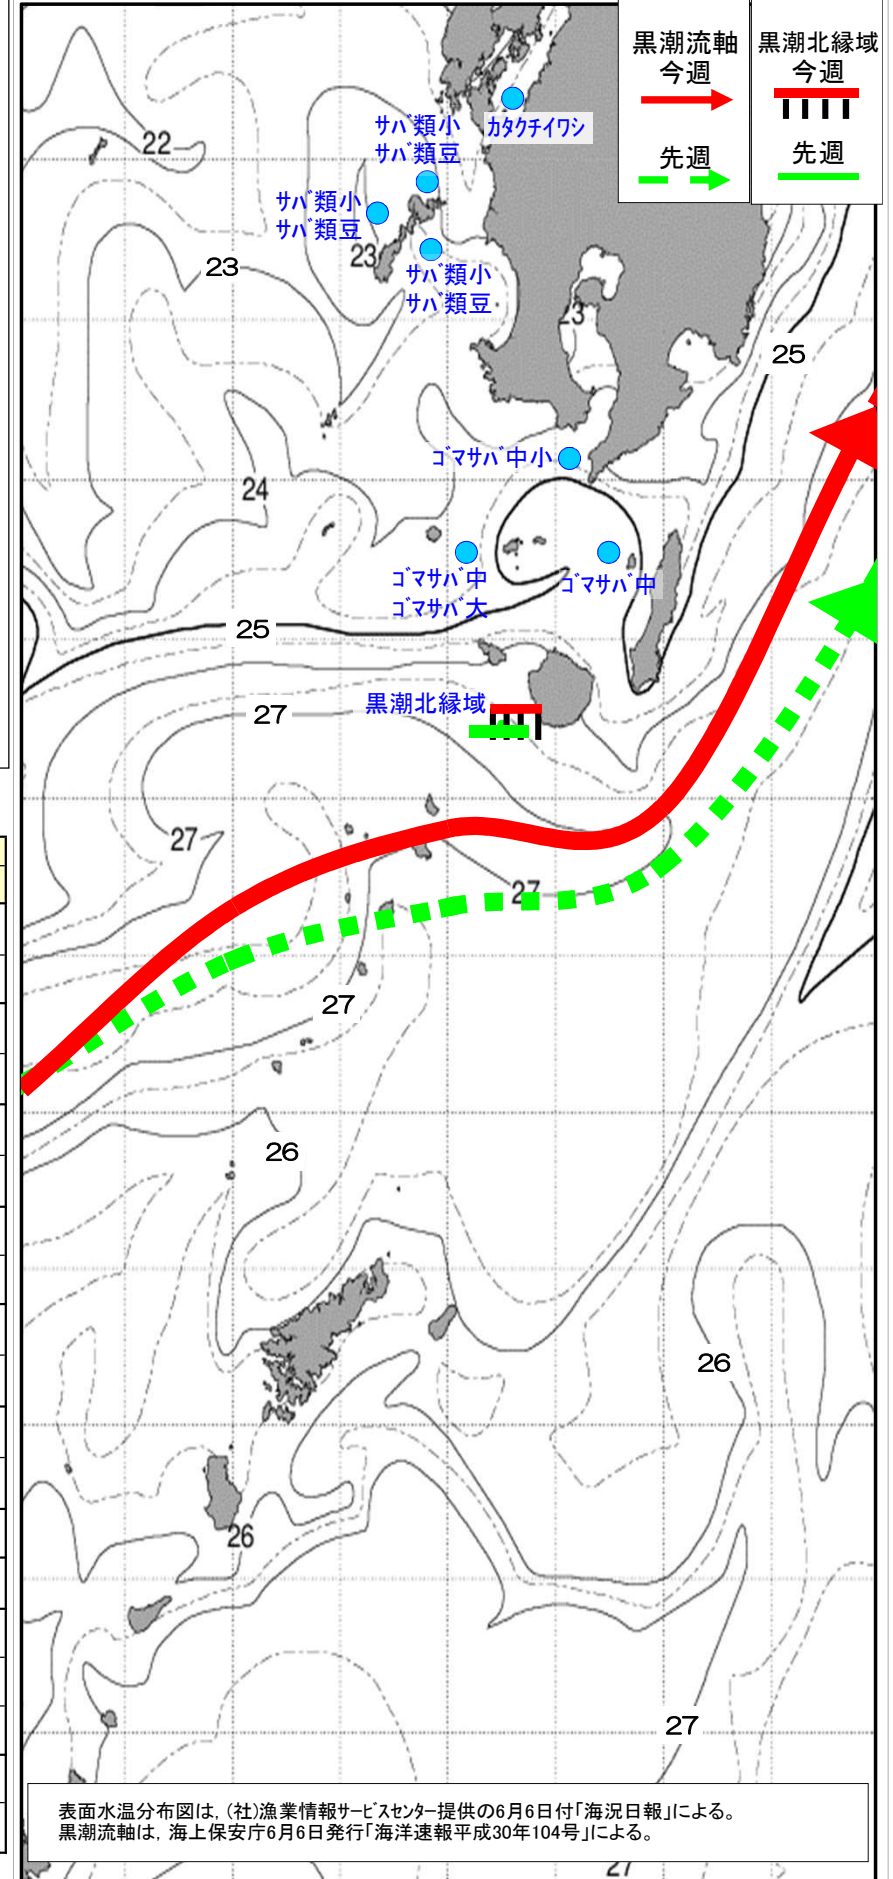 黒潮流軸
今週
先週
黒潮北縁域
今週
先週
カタクチイワシ
サバ類小
サバ類豆
サバ類小
サバ類豆
サバ類小
サバ類豆
22
23
23
23
25
ゴマサバ中小
24
ゴマサバ中
ゴマサバ大
ゴマサバ中
25
黒潮北縁域
27
27
27
27
26
26
26
27
表面水温分布図は，(社)漁業情報サービスセンター提供の6月6日付「海況日報」による。
黒潮流軸は，海上保安庁6月6日発行「海洋速報平成30年104号」による。
27